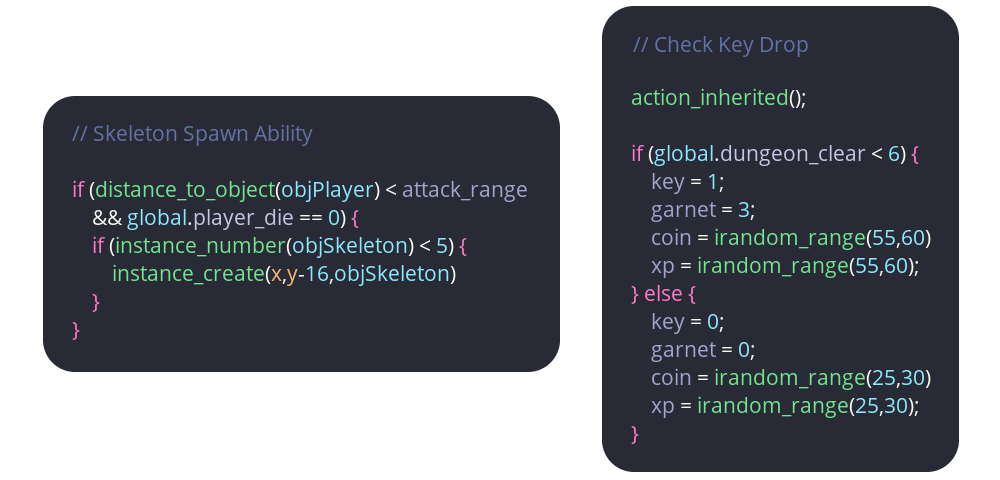 // Skeleton Spawn Ability
if (distance_to_object(objPlayer) < attack_range
&& global.player_die == 0) {
if (instance_number(objSkeleton) < 5) {
instance_create(x,y-16,objSkeleton)
}
}
// Check Key Drop
action_inherited();
if (global.dungeon_clear < 6) {
key = 1;
garnet = 3;
coin = irandom_range(55,60)
xp = irandom_range(55,60);
} else {
key = 0;
garnet = 0;
coin = irandom_range(25,30)
xp = irandom_range(25,30);
}